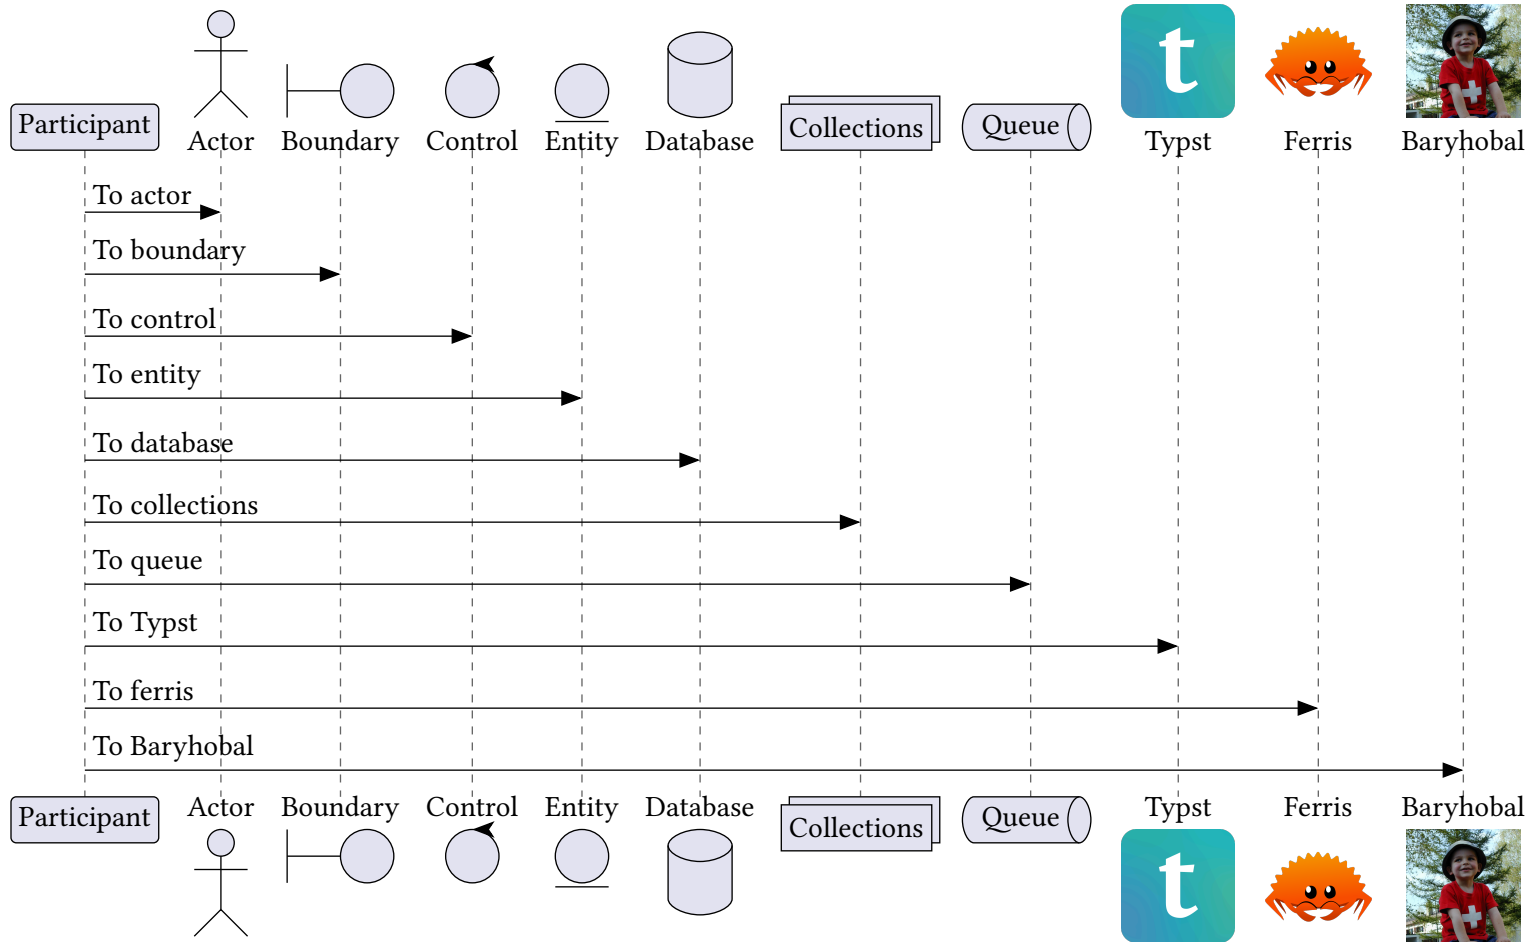 Participant
Actor
Boundary
Control
Entity
Database
Collections
Queue
t
Typst
Ferris
Baryhobal
To actor
To boundary
To control
To entity
To database
To collections
To queue
To Typst
To ferris
To Baryhobal
Participant
Actor
Boundary
Control
Entity
Database
Collections
Queue
Typst
Ferris
Baryhobal
t